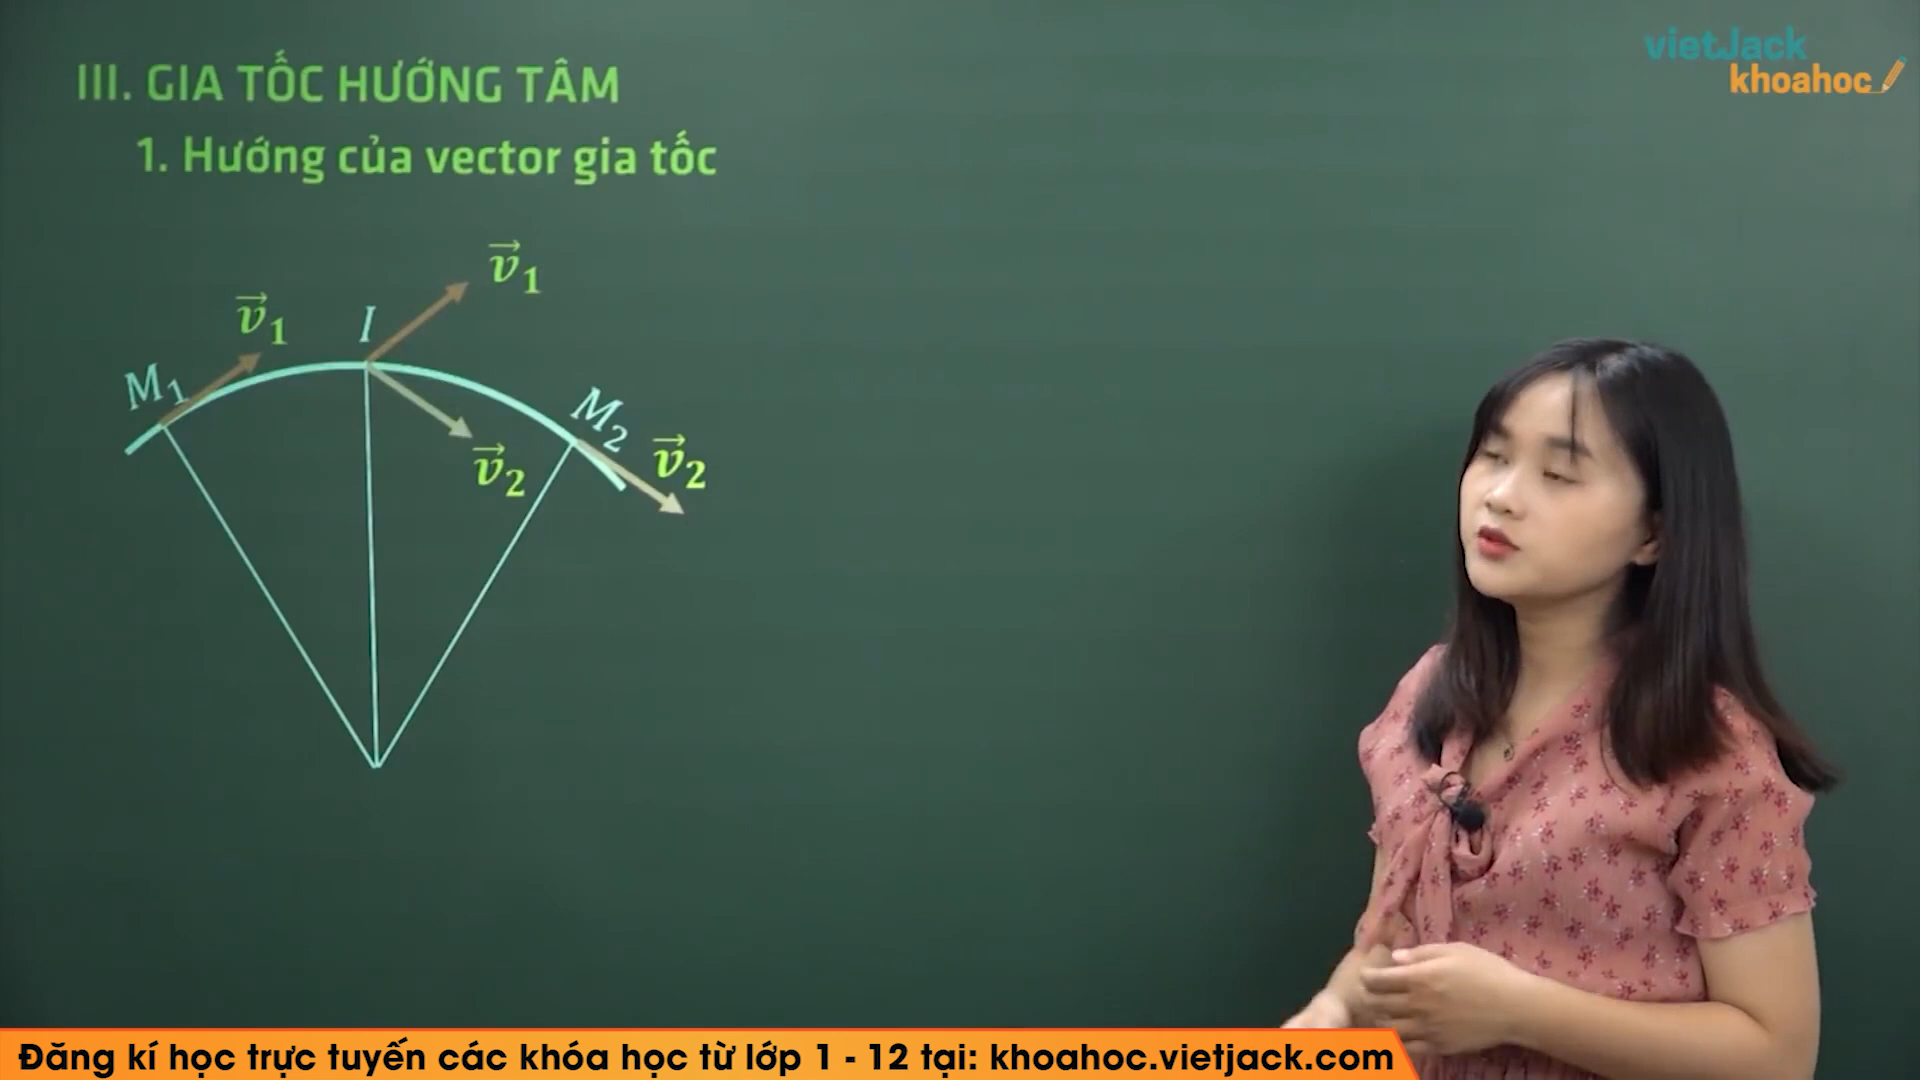 III. GIA TỐC HƯỚNG TÂM
1. Hướng của vector gia tốc
vietJack
khoahoc
v⃗₁
v⃗₁
I
M₁
M₂
v⃗₂
v⃗₂
Đăng kí học trực tuyến các khóa học từ lớp 1 - 12 tại: khoahoc.vietjack.com